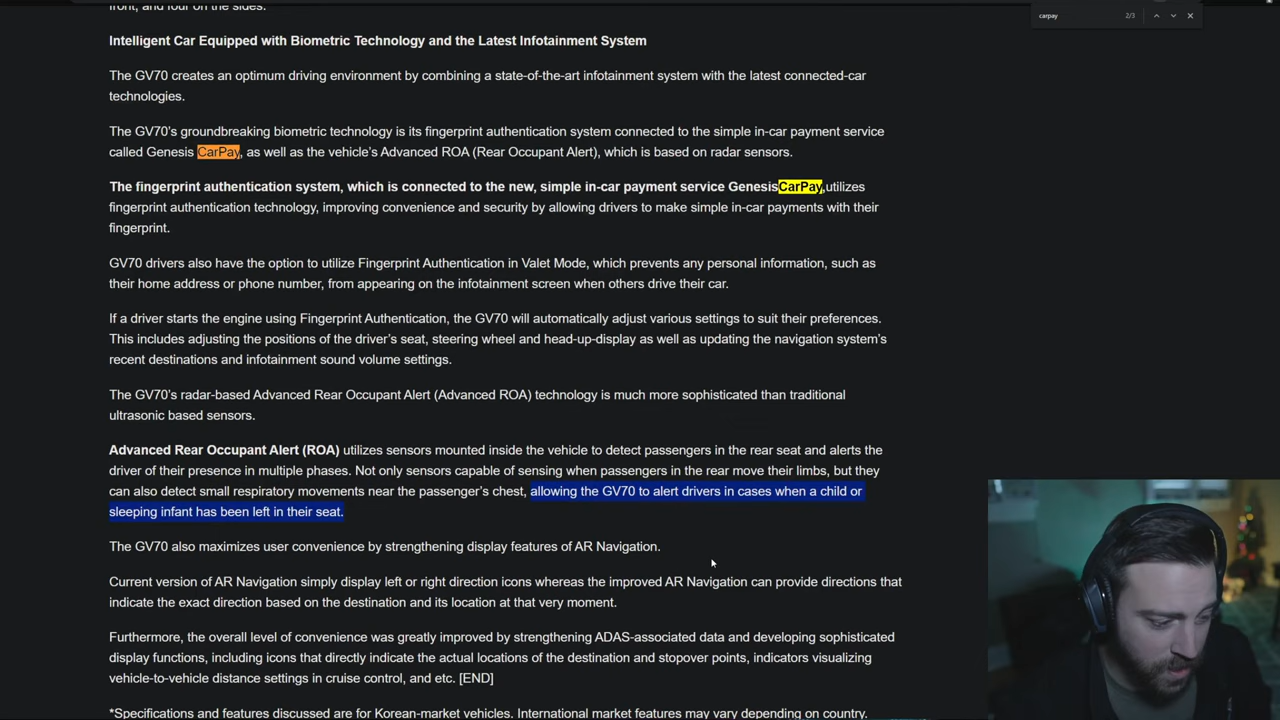 front, and four on the sides.
carpay
2/3
Intelligent Car Equipped with Biometric Technology and the Latest Infotainment System
The GV70 creates an optimum driving environment by combining a state-of-the-art infotainment system with the latest connected-car
technologies.
The GV70’s groundbreaking biometric technology is its fingerprint authentication system connected to the simple in-car payment service
called Genesis CarPay, as well as the vehicle’s Advanced ROA (Rear Occupant Alert), which is based on radar sensors.
The fingerprint authentication system, which is connected to the new, simple in-car payment service GenesisCarPay,utilizes
fingerprint authentication technology, improving convenience and security by allowing drivers to make simple in-car payments with their
fingerprint.
GV70 drivers also have the option to utilize Fingerprint Authentication in Valet Mode, which prevents any personal information, such as
their home address or phone number, from appearing on the infotainment screen when others drive their car.
If a driver starts the engine using Fingerprint Authentication, the GV70 will automatically adjust various settings to suit their preferences.
This includes adjusting the positions of the driver’s seat, steering wheel and head-up-display as well as updating the navigation system’s
recent destinations and infotainment sound volume settings.
The GV70’s radar-based Advanced Rear Occupant Alert (Advanced ROA) technology is much more sophisticated than traditional
ultrasonic based sensors.
Advanced Rear Occupant Alert (ROA) utilizes sensors mounted inside the vehicle to detect passengers in the rear seat and alerts the
driver of their presence in multiple phases. Not only sensors capable of sensing when passengers in the rear move their limbs, but they
can also detect small respiratory movements near the passenger’s chest, allowing the GV70 to alert drivers in cases when a child or
sleeping infant has been left in their seat.
The GV70 also maximizes user convenience by strengthening display features of AR Navigation.
Current version of AR Navigation simply display left or right direction icons whereas the improved AR Navigation can provide directions that
indicate the exact direction based on the destination and its location at that very moment.
Furthermore, the overall level of convenience was greatly improved by strengthening ADAS-associated data and developing sophisticated
display functions, including icons that directly indicate the actual locations of the destination and stopover points, indicators visualizing
vehicle-to-vehicle distance settings in cruise control, and etc. [END]
*Specifications and features discussed are for Korean-market vehicles. International market features may vary depending on country.